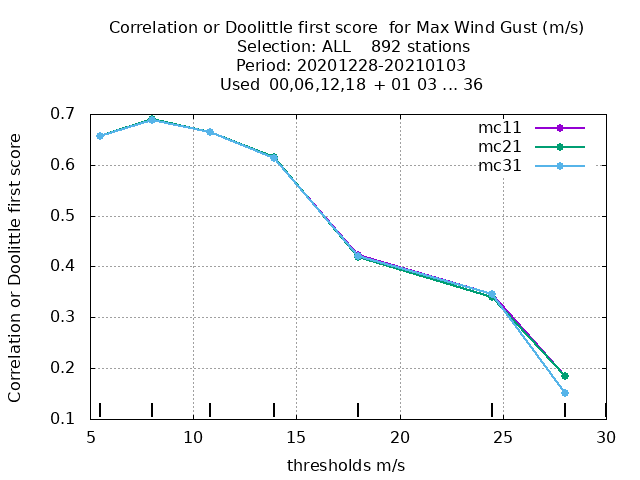 Correlation or Doolittle first score  for Max Wind Gust (m/s)
Selection: ALL    892 stations
Period: 20201228-20210103
Used  00,06,12,18  + 01 03 ... 36
Correlation or Doolittle first score
0.7
0.6
0.5
0.4
0.3
0.2
0.1
mc11
mc21
mc31
5 10 15 20 25 30
thresholds m/s